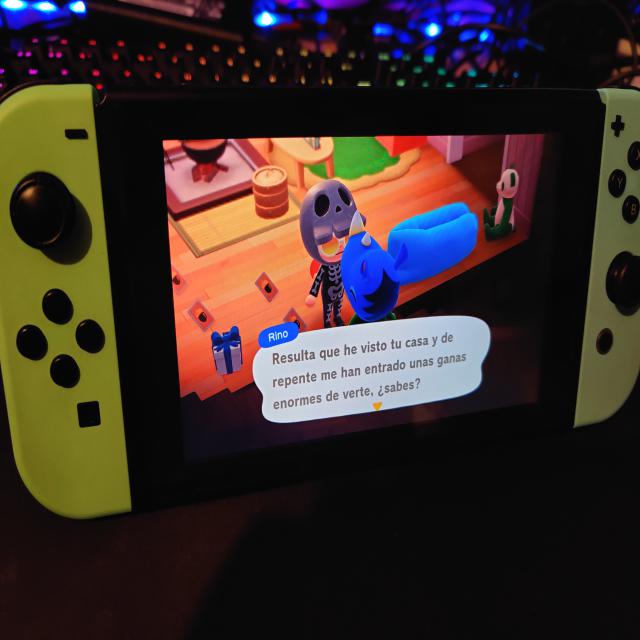 Rino
Resulta que he visto tu casa y de
repente me han entrado unas ganas
enormes de verte, ¿sabes?
X
Y
B